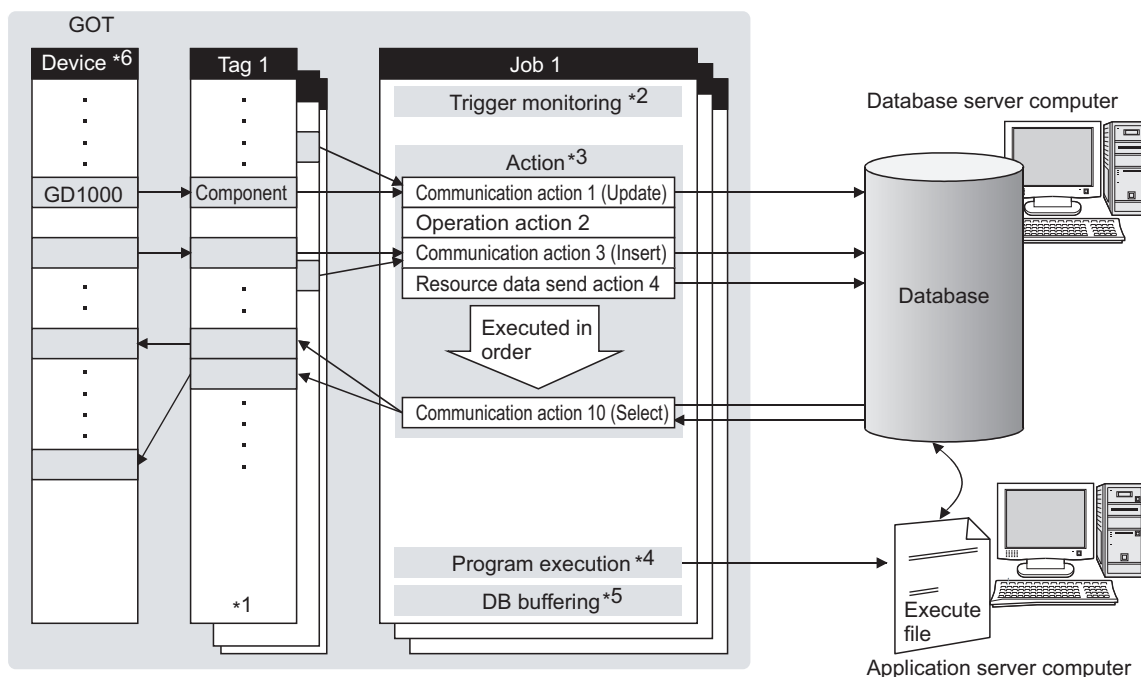 GOT
Device *6
Tag 1
Job 1
Trigger monitoring *2
Database server computer
Action*3
GD1000
Component
Communication action 1 (Update)
Operation action 2
Communication action 3 (Insert)
Resource data send action 4
Database
Executed in
order
Communication action 10 (Select)
Program execution *4
*1
DB buffering*5
Execute
file
Application server computer